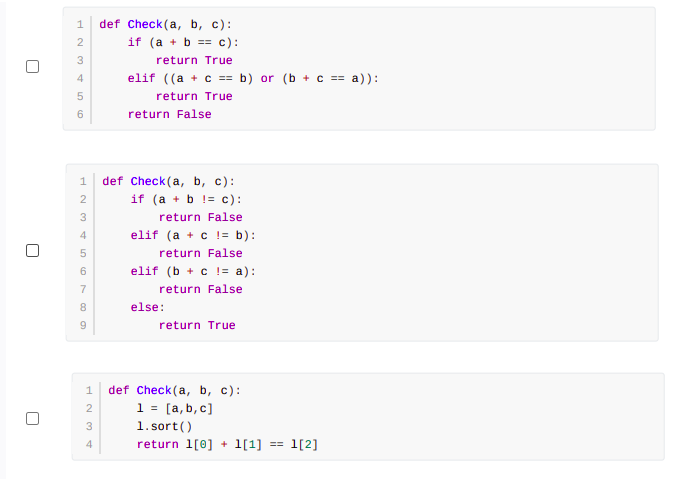 1 def Check(a, b, c):
2     if (a + b == c):
3         return True
4     elif ((a + c == b) or (b + c == a)):
5         return True
6     return False
1 def Check(a, b, c):
2     if (a + b != c):
3         return False
4     elif (a + c != b):
5         return False
6     elif (b + c != a):
7         return False
8     else:
9         return True
1 def Check(a, b, c):
2     l = [a,b,c]
3     l.sort()
4     return l[0] + l[1] == l[2]